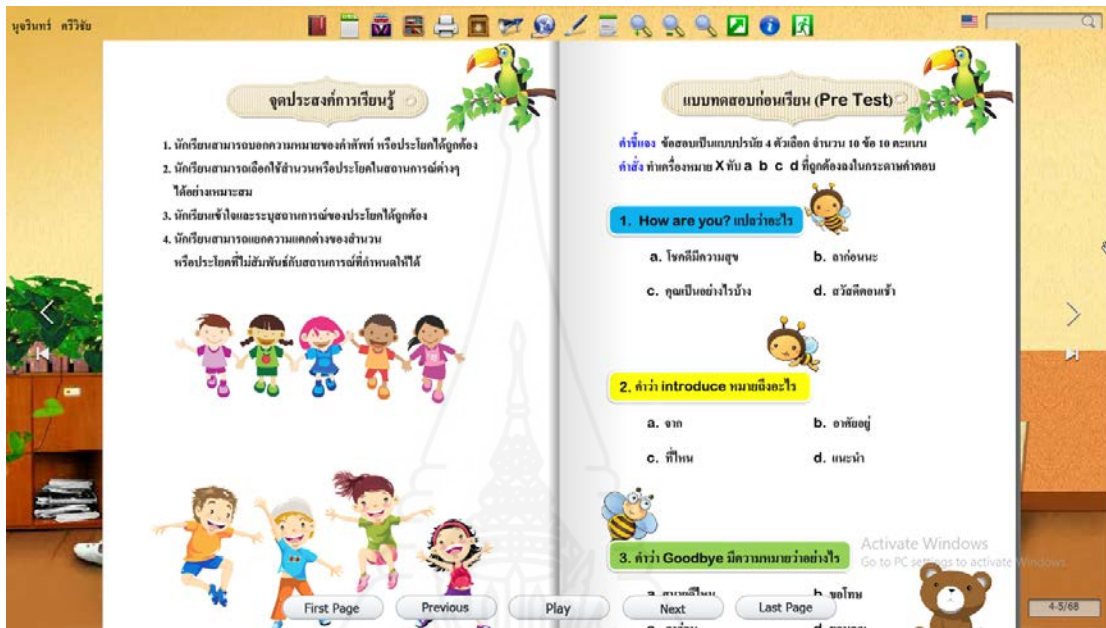 นุจรินทร์ ศรีวิชัย
จุดประสงค์การเรียนรู้
1. นักเรียนสามารถบอกความหมายของคำศัพท์ หรือประโยคได้ถูกต้อง
2. นักเรียนสามารถเลือกใช้สำนวนหรือประโยคในสถานการณ์ต่างๆ
ได้อย่างเหมาะสม
3. นักเรียนเข้าใจและระบุสถานการณ์ของประโยคได้ถูกต้อง
4. นักเรียนสามารถแยกความแตกต่างของสำนวน
หรือประโยคที่ไม่สัมพันธ์กับสถานการณ์ที่กำหนดให้ได้
แบบทดสอบก่อนเรียน (Pre Test)
คำชี้แจง ข้อสอบเป็นแบบปรนัย 4 ตัวเลือก จำนวน 10 ข้อ 10 คะแนน
คำสั่ง ทำเครื่องหมาย X ทับ a b c d ที่ถูกต้องลงในกระดาษคำตอบ
1. How are you? แปลว่าอะไร
a. โชคดีมีความสุข b. ลาก่อนนะ
c. คุณเป็นอย่างไรบ้าง d. สวัสดีตอนเช้า
2. คำว่า introduce หมายถึงอะไร
a. จาก b. อาศัยอยู่
c. ที่ไหน d. แนะนำ
3. คำว่า Goodbye มีความหมายว่าอย่างไร
b. ขอโทษ
Activate Windows
Go to PC settings to activate Windows.
First Page Previous Play Next Last Page
4-5/68